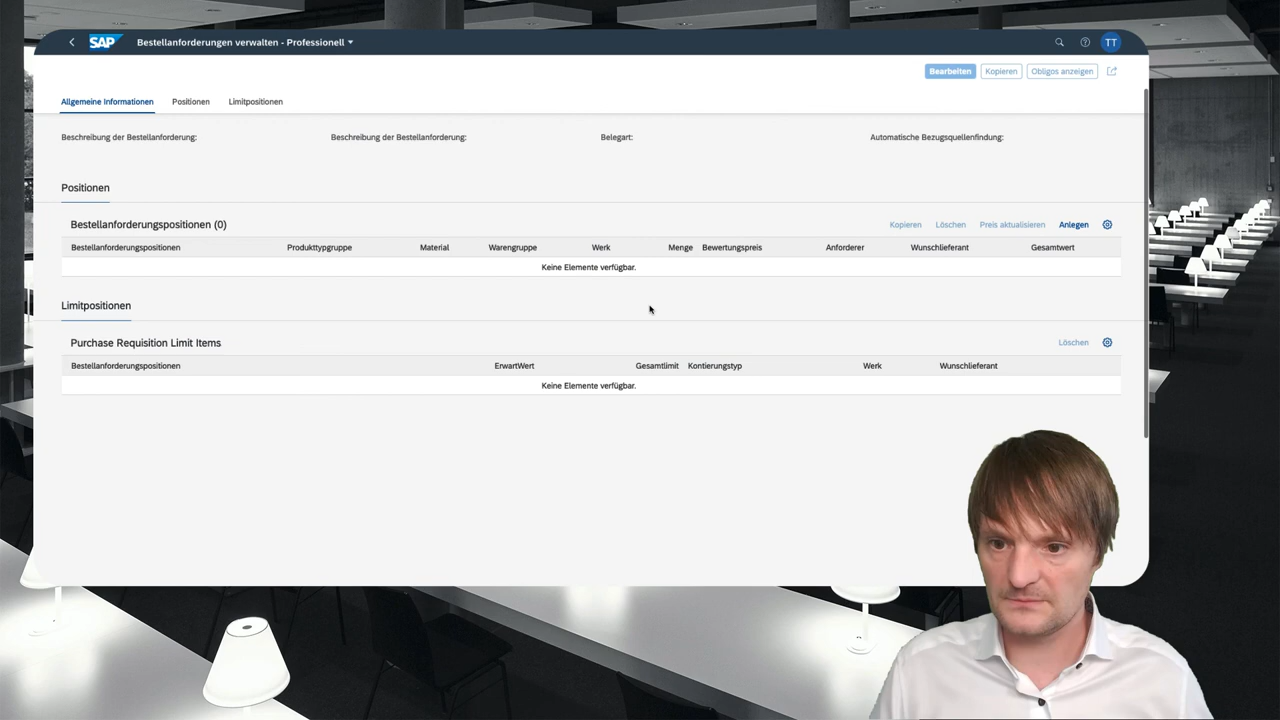 SAP Bestellanforderungen verwalten - Professionell TT
Bearbeiten Kopieren Obligos anzeigen
Allgemeine Informationen Positionen Limitpositionen
Beschreibung der Bestellanforderung: Beschreibung der Bestellanforderung: Belegart: Automatische Bezugsquellenfindung:
Positionen
Bestellanforderungspositionen (0) Kopieren Löschen Preis aktualisieren Anlegen
Bestellanforderungspositionen Produkttypgruppe Material Warengruppe Werk Menge Bewertungspreis Anforderer Wunschlieferant Gesamtwert
Keine Elemente verfügbar.
Limitpositionen
Purchase Requisition Limit Items Löschen
Bestellanforderungspositionen ErwartWert Gesamtlimit Kontierungstyp Werk Wunschlieferant
Keine Elemente verfügbar.